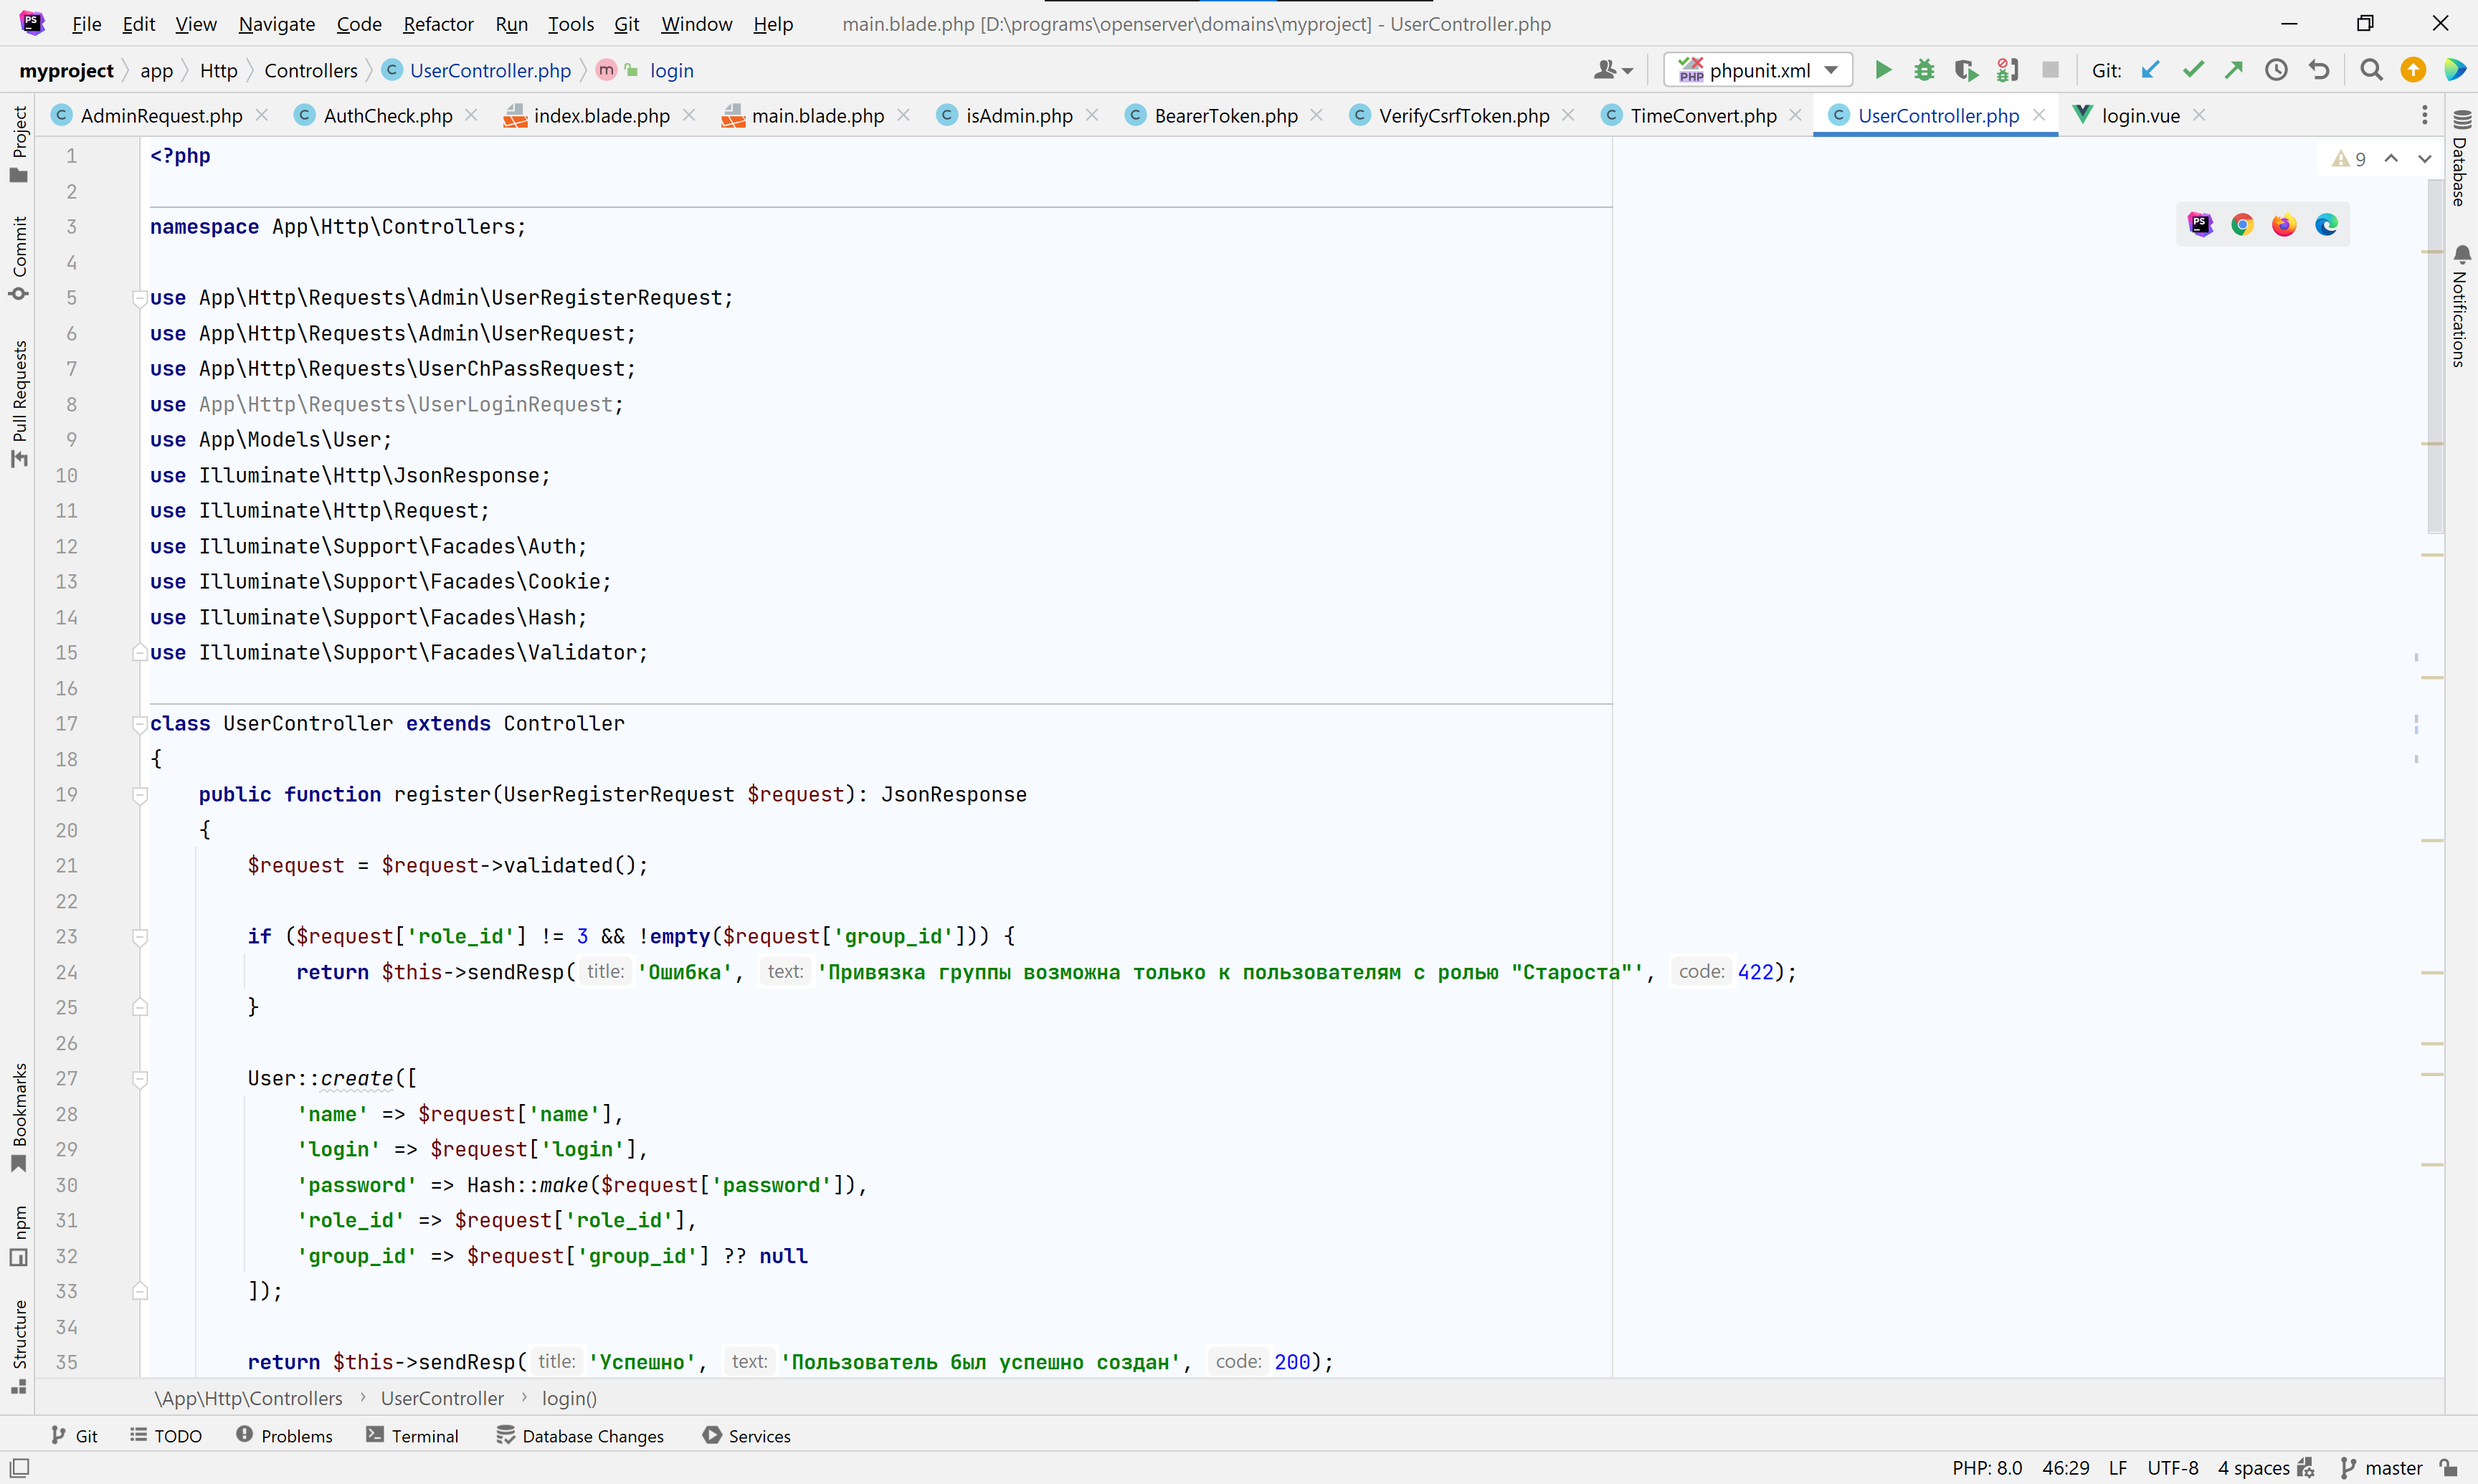 PS File Edit View Navigate Code Refactor Run Tools Git Window Help main.blade.php [D:\programs\openserver\domains\myproject] - UserController.php
myproject app Http Controllers C UserController.php m login PHP phpunit.xml Git:
C AdminRequest.php C AuthCheck.php index.blade.php main.blade.php C isAdmin.php C BearerToken.php C VerifyCsrfToken.php C TimeConvert.php C UserController.php login.vue
Project
Commit
Pull Requests
Bookmarks
npm
Structure
9
PS
Database
Notifications
1 <?php
2
3 namespace App\Http\Controllers;
4
5 use App\Http\Requests\Admin\UserRegisterRequest;
6 use App\Http\Requests\Admin\UserRequest;
7 use App\Http\Requests\UserChPassRequest;
8 use App\Http\Requests\UserLoginRequest;
9 use App\Models\User;
10 use Illuminate\Http\JsonResponse;
11 use Illuminate\Http\Request;
12 use Illuminate\Support\Facades\Auth;
13 use Illuminate\Support\Facades\Cookie;
14 use Illuminate\Support\Facades\Hash;
15 use Illuminate\Support\Facades\Validator;
16
17 class UserController extends Controller
18 {
19 public function register(UserRegisterRequest $request): JsonResponse
20 {
21 $request = $request->validated();
22
23 if ($request['role_id'] != 3 && !empty($request['group_id'])) {
24 return $this->sendResp( title: 'Ошибка', text: 'Привязка группы возможна только к пользователям с ролью "Староста"', code: 422);
25 }
26
27 User::create([
28 'name' => $request['name'],
29 'login' => $request['login'],
30 'password' => Hash::make($request['password']),
31 'role_id' => $request['role_id'],
32 'group_id' => $request['group_id'] ?? null
33 ]);
34
35 return $this->sendResp( title: 'Успешно', text: 'Пользователь был успешно создан', code: 200);
\App\Http\Controllers › UserController › login()
Git TODO Problems Terminal Database Changes Services
PHP: 8.0 46:29 LF UTF-8 4 spaces master